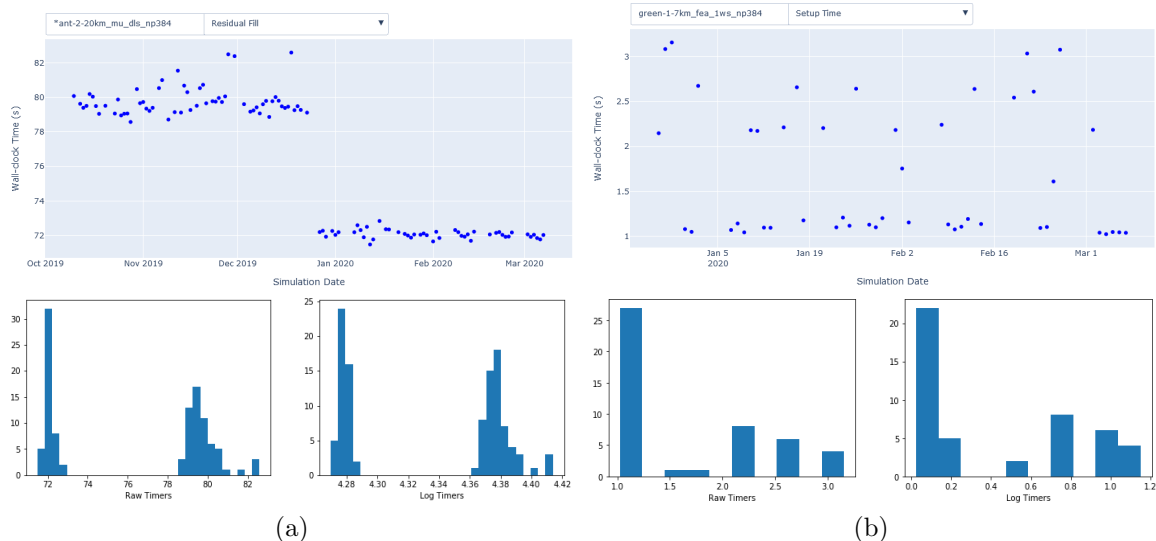 *ant-2-20km_mu_dls_np384 Residual Fill ▼
82
80
78
76
74
72
Wall-clock Time (s)
Oct 2019 Nov 2019 Dec 2019 Jan 2020 Feb 2020 Mar 2020
Simulation Date
30
25
20
15
10
5
0
72 74 76 78 80 82
Raw Timers
25
20
15
10
5
0
4.28 4.30 4.32 4.34 4.36 4.38 4.40 4.42
Log Timers
(a)
green-1-7km_fea_1ws_np384 Setup Time ▼
3
2.5
2
1.5
1
Wall-clock Time (s)
Jan 5 Jan 19 Feb 2 Feb 16 Mar 1
2020
Simulation Date
25
20
15
10
5
0
1.0 1.5 2.0 2.5 3.0
Raw Timers
20
15
10
5
0
0.0 0.2 0.4 0.6 0.8 1.0 1.2
Log Timers
(b)